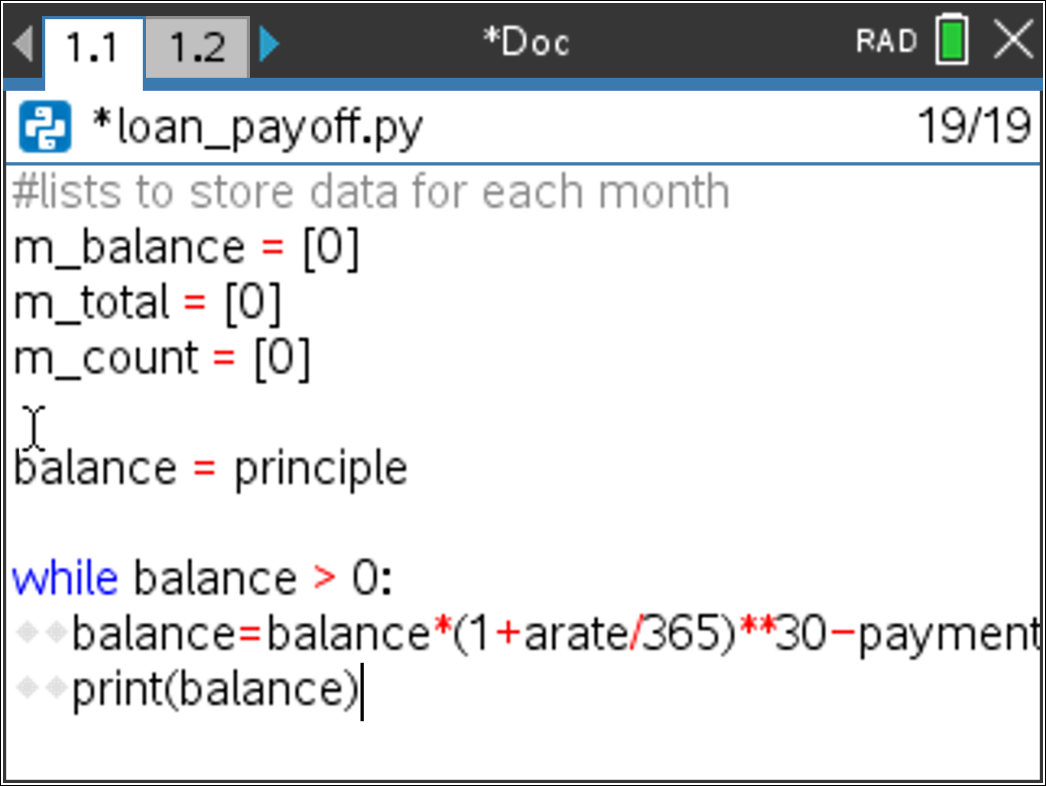 1.1 1.2 *Doc RAD
*loan_payoff.py 19/19
#lists to store data for each month
m_balance = [0]
m_total = [0]
m_count = [0]
balance = principle
while balance > 0:
balance=balance*(1+arate/365)**30−payment
print(balance)